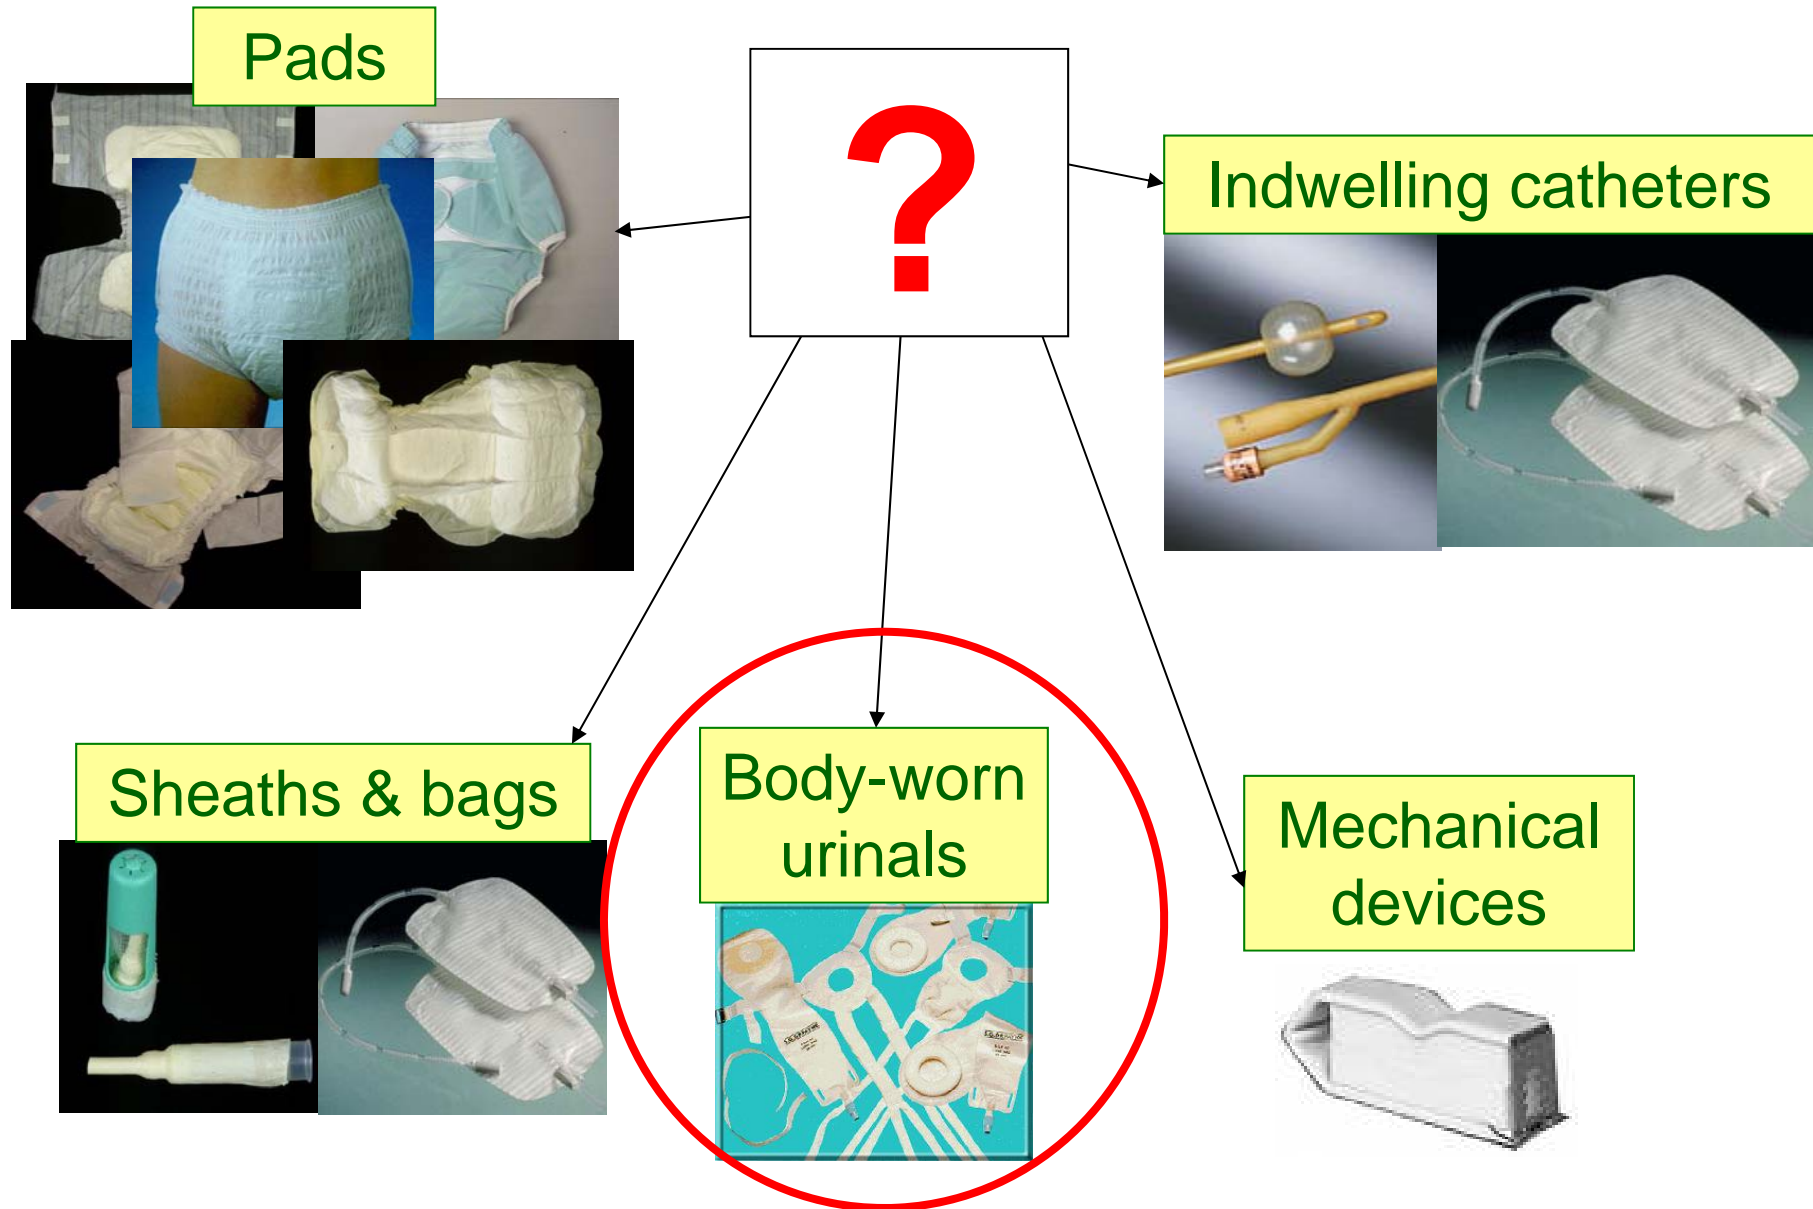 Pads
?
Indwelling catheters
Sheaths & bags
Body-worn
urinals
Mechanical
devices